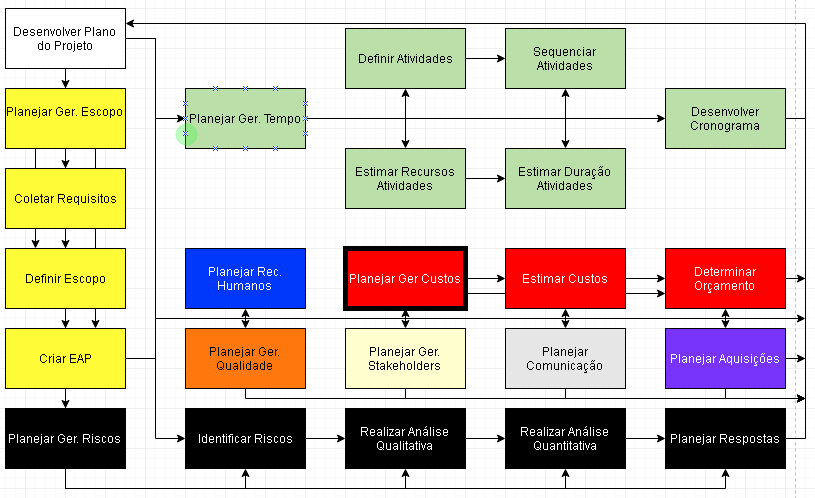 Desenvolver Plano
do Projeto
Definir Atividades
Sequenciar
Atividades
Planejar Ger. Escopo
Planejar Ger. Tempo
Desenvolver
Cronograma
Estimar Recursos
Atividades
Estimar Duração
Atividades
Coletar Requisitos
Definir Escopo
Planejar Rec.
Humanos
Planejar Ger Custos
Estimar Custos
Determinar
Orçamento
Criar EAP
Planejar Ger.
Qualidade
Planejar Ger.
Stakeholders
Planejar
Comunicação
Planejar Aquisições
Planejar Ger. Riscos
Identificar Riscos
Realizar Análise
Qualitativa
Realizar Análise
Quantitativa
Planejar Respostas